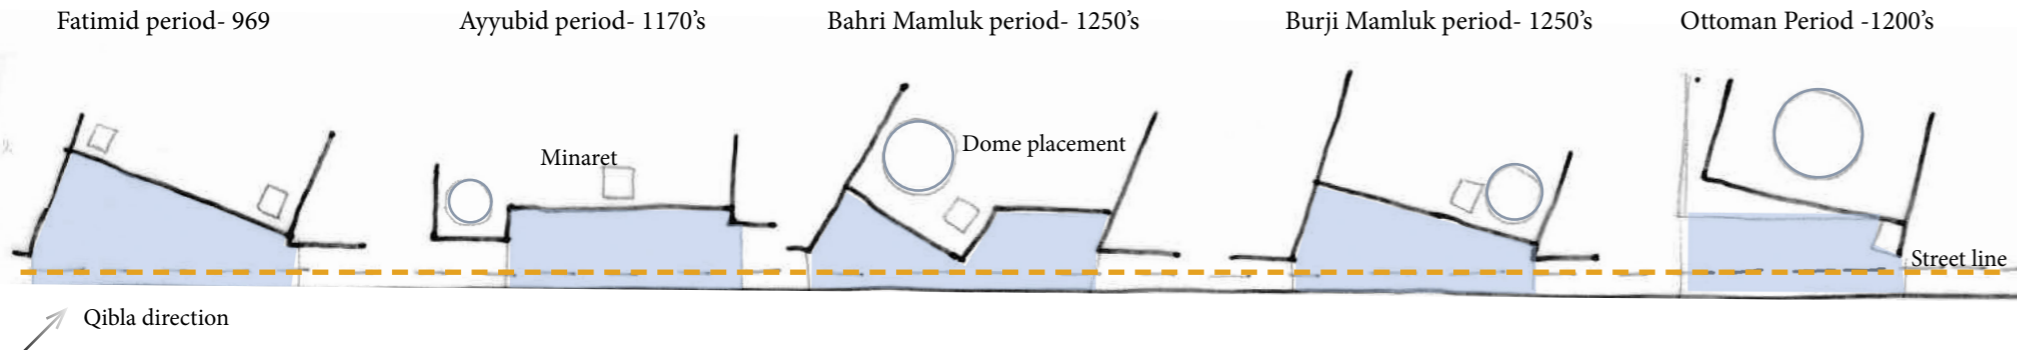 Fatimid period- 969
Ayyubid period- 1170's
Bahri Mamluk period- 1250's
Burji Mamluk period- 1250's
Ottoman Period -1200's
Minaret
Dome placement
Street line
Qibla direction